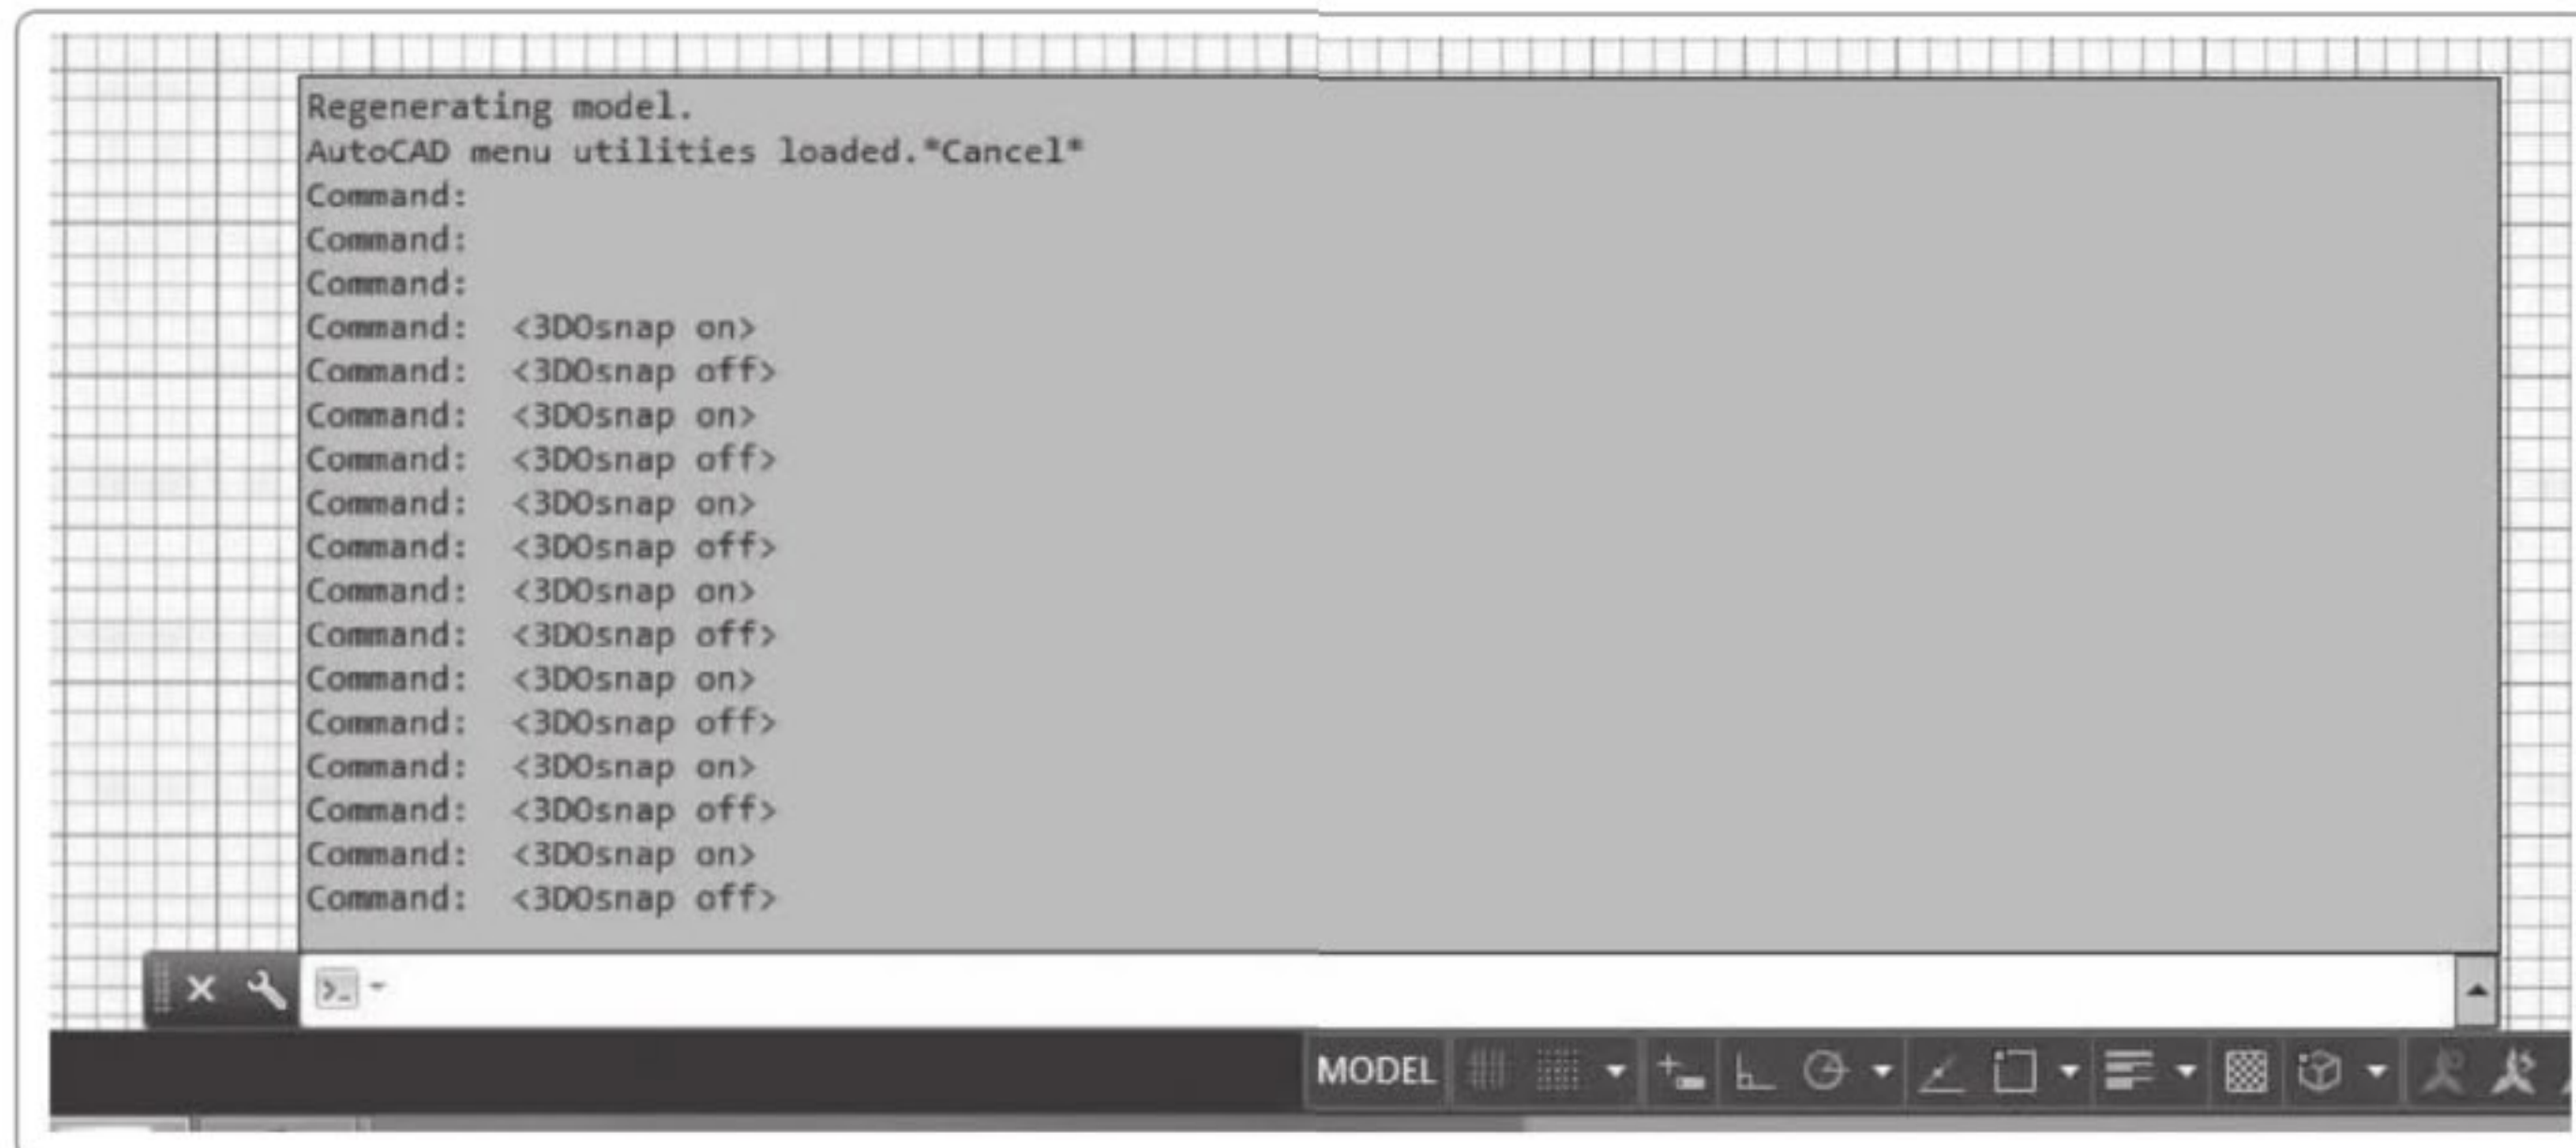 Regenerating model.
AutoCAD menu utilities loaded.*Cancel*
Command:
Command:
Command:
Command:  <3DOsnap on>
Command:  <3DOsnap off>
Command:  <3DOsnap on>
Command:  <3DOsnap off>
Command:  <3DOsnap on>
Command:  <3DOsnap off>
Command:  <3DOsnap on>
Command:  <3DOsnap off>
Command:  <3DOsnap on>
Command:  <3DOsnap off>
Command:  <3DOsnap on>
Command:  <3DOsnap off>
Command:  <3DOsnap on>
Command:  <3DOsnap off>
MODEL